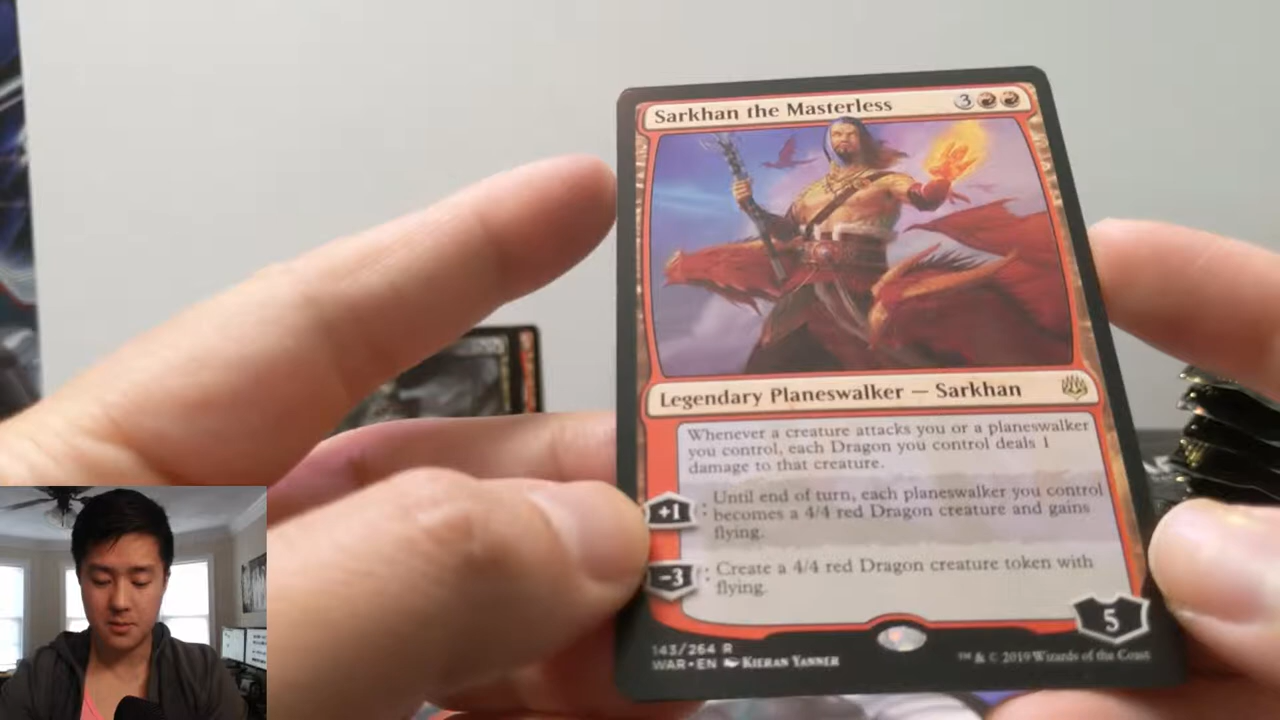 Sarkhan the Masterless 3
Legendary Planeswalker — Sarkhan
Whenever a creature attacks you or a planeswalker
you control, each Dragon you control deals 1
damage to that creature.
+1 : Until end of turn, each planeswalker you control
becomes a 4/4 red Dragon creature and gains
flying.
−3 : Create a 4/4 red Dragon creature token with
flying.
5
143/264 R
WAR • EN Kieran Yanner
™ & © 2019 Wizards of the Coast